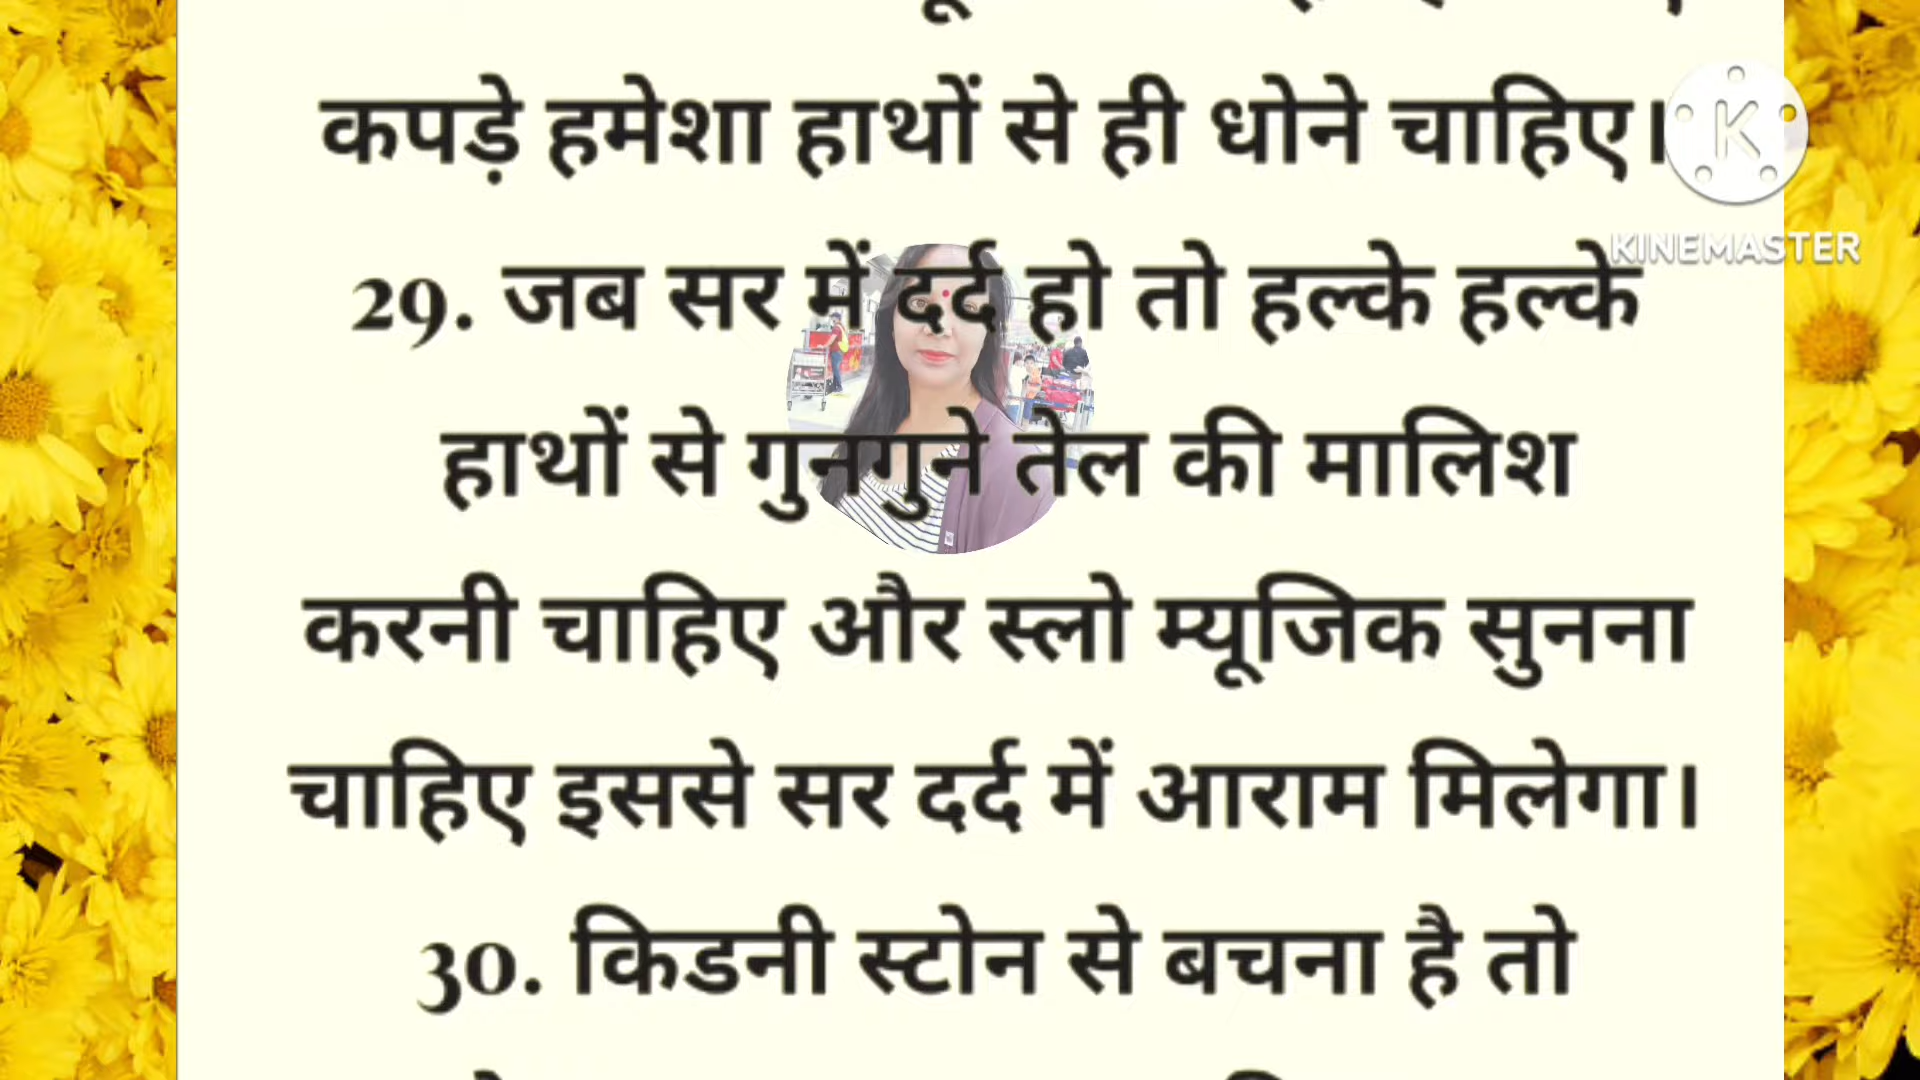 कपड़े हमेशा हाथों से ही धोने चाहिए।
KINEMASTER
29. जब सर में दर्द हो तो हल्के हल्के
हाथों से गुनगुने तेल की मालिश
करनी चाहिए और स्लो म्यूजिक सुनना
चाहिए इससे सर दर्द में आराम मिलेगा।
30. किडनी स्टोन से बचना है तो